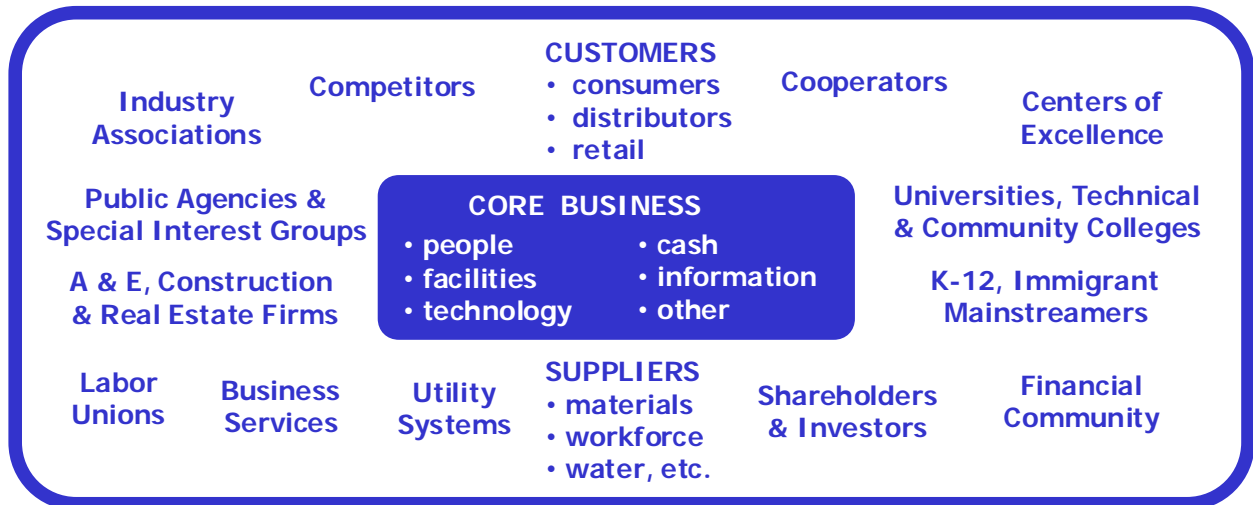 CUSTOMERS
• consumers
• distributors
• retail
Competitors
Cooperators
Industry
Associations
Centers of
Excellence
Public Agencies &
Special Interest Groups
CORE BUSINESS
• people
• facilities
• technology
• cash
• information
• other
Universities, Technical
& Community Colleges
A & E, Construction
& Real Estate Firms
K-12, Immigrant
Mainstreamers
Labor
Unions
Business
Services
Utility
Systems
SUPPLIERS
• materials
• workforce
• water, etc.
Shareholders
& Investors
Financial
Community